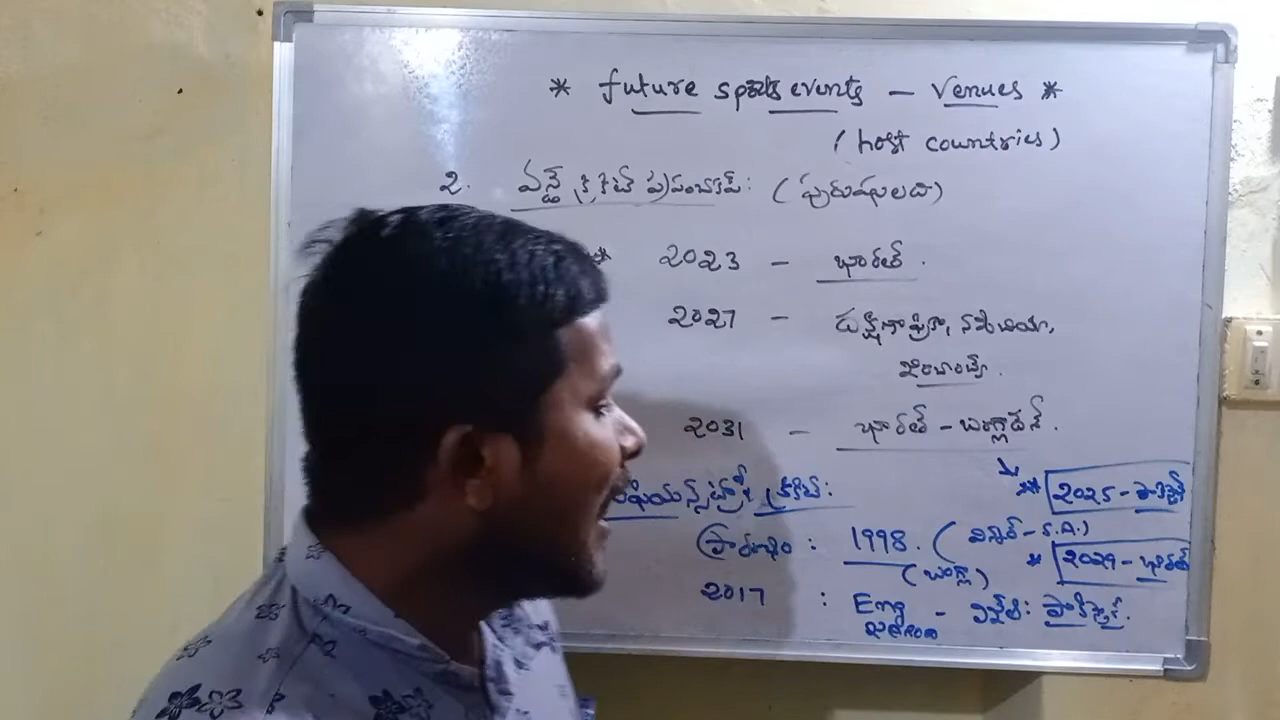 * future sports events - Venues *
(host countries)
2. వన్డే క్రికెట్ ప్రపంచకప్: (పురుషులది)
* 2023 - భారత్.
2027 - దక్షిణాఫ్రికా, నమీబియా,
జింబాబ్వే.
2031 - భారత్ - బంగ్లాదేశ్.
** 2025 - పాకిస్థాన్
ంపియన్స్ ట్రోఫీ క్రికెట్:
ప్రారంభం : 1998. (విన్నర్ - S.A.)
(బంగ్లా)
* 2029 - భారత్
2017 : Eng - విజేత: పాకిస్థాన్.